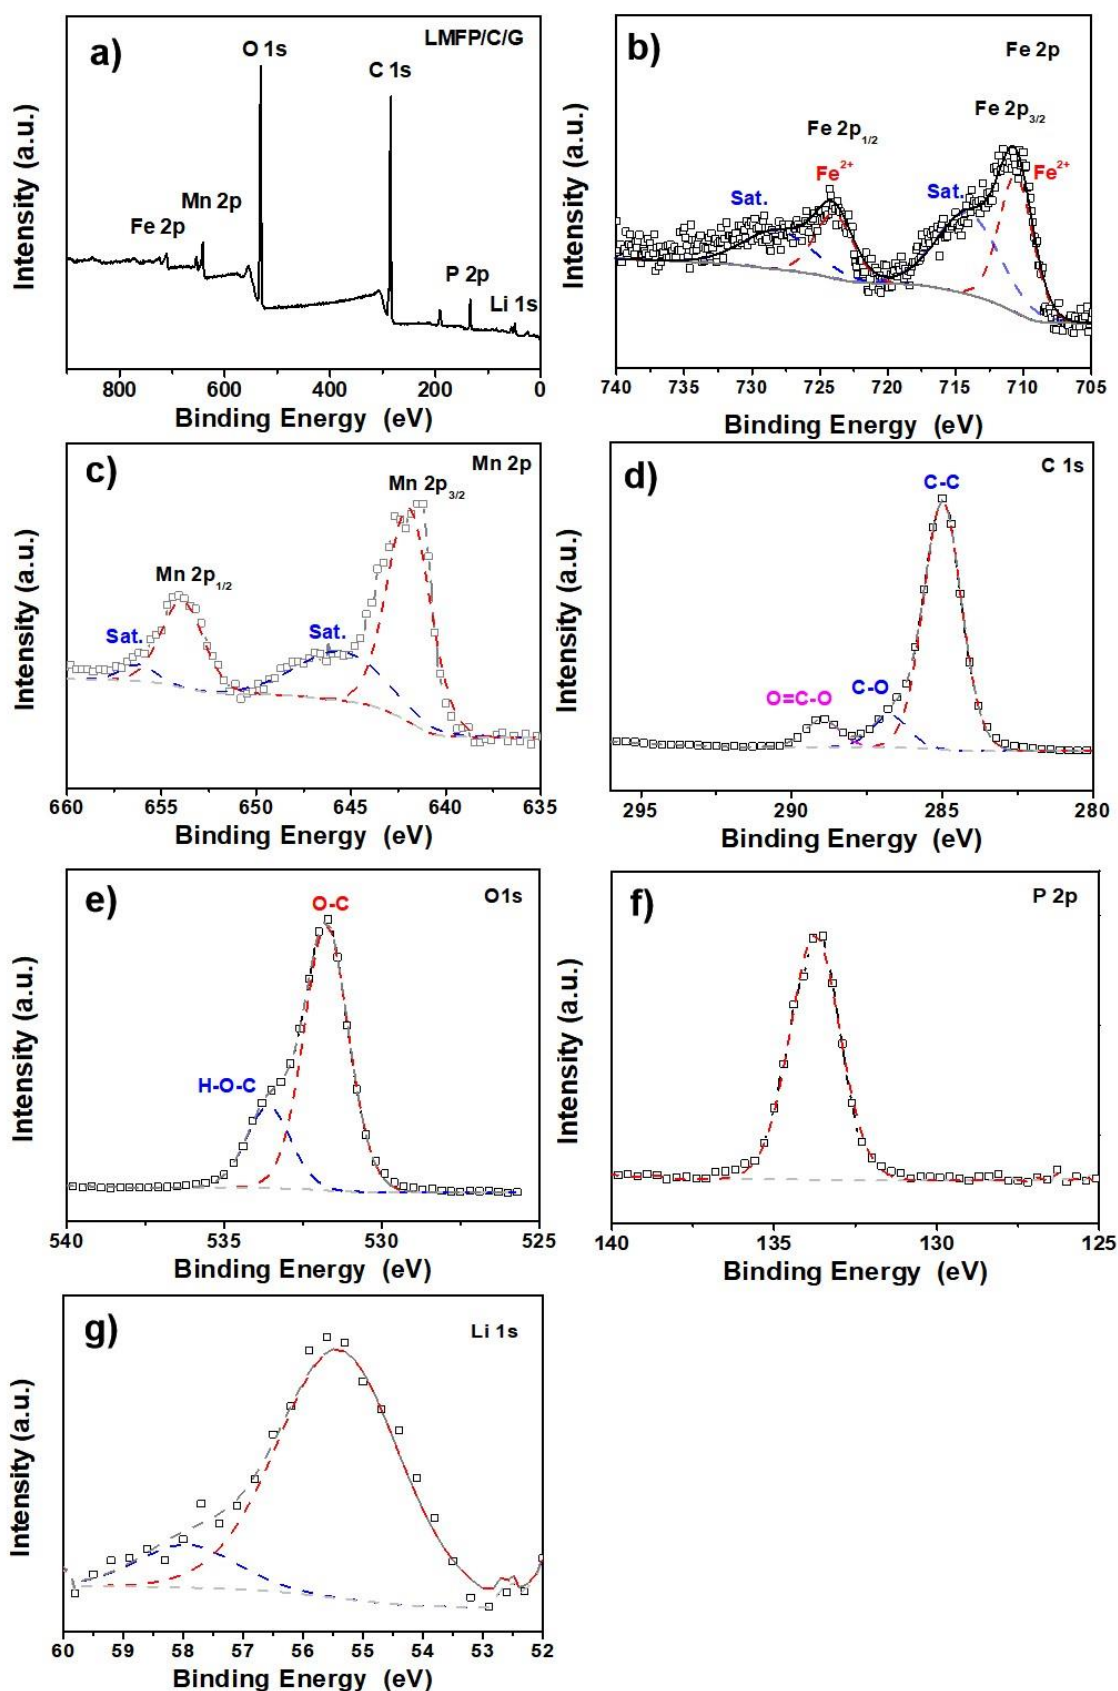 a)
LMFP/C/G
O 1s
C 1s
Mn 2p
Fe 2p
P 2p
Li 1s
Intensity (a.u.)
800 600 400 200 0
Binding Energy (eV)
b)
Fe 2p
Fe 2p3/2
Fe 2p1/2
Fe2+
Fe2+
Sat.
Sat.
Intensity (a.u.)
740 735 730 725 720 715 710 705
Binding Energy (eV)
c)
Mn 2p
Mn 2p3/2
Mn 2p1/2
Sat.
Sat.
Intensity (a.u.)
660 655 650 645 640 635
Binding Energy (eV)
d)
C 1s
C-C
C-O
O=C-O
Intensity (a.u.)
295 290 285 280
Binding Energy (eV)
e)
O1s
O-C
H-O-C
Intensity (a.u.)
540 535 530 525
Binding Energy (eV)
f)
P 2p
Intensity (a.u.)
140 135 130 125
Binding Energy (eV)
g)
Li 1s
Intensity (a.u.)
60 59 58 57 56 55 54 53 52
Binding Energy (eV)